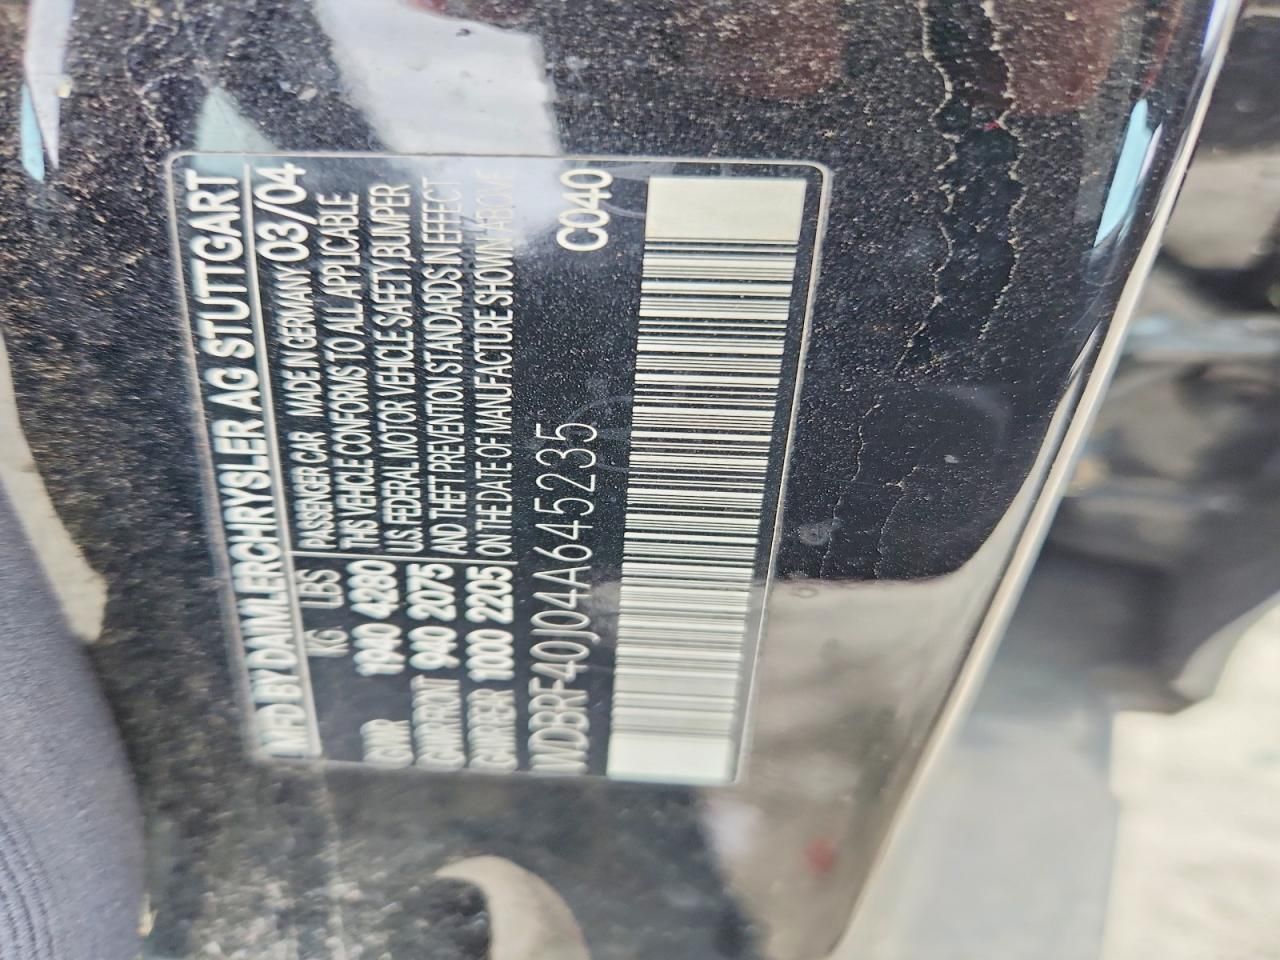 MFD BY DAIMLERCHRYSLER AG STUTTGART
KG LBS PASSENGER CAR MADE IN GERMANY 03/04
GVWR 1940 4280 THIS VEHICLE CONFORMS TO ALL APPLICABLE
GAWR FRONT 940 2075 U.S. FEDERAL MOTOR VEHICLE SAFETY, BUMPER
GAWR REAR 1000 2205 AND THEFT PREVENTION STANDARDS IN EFFECT
ON THE DATE OF MANUFACTURE SHOWN ABOVE
WDBRF40J04A645235 C040